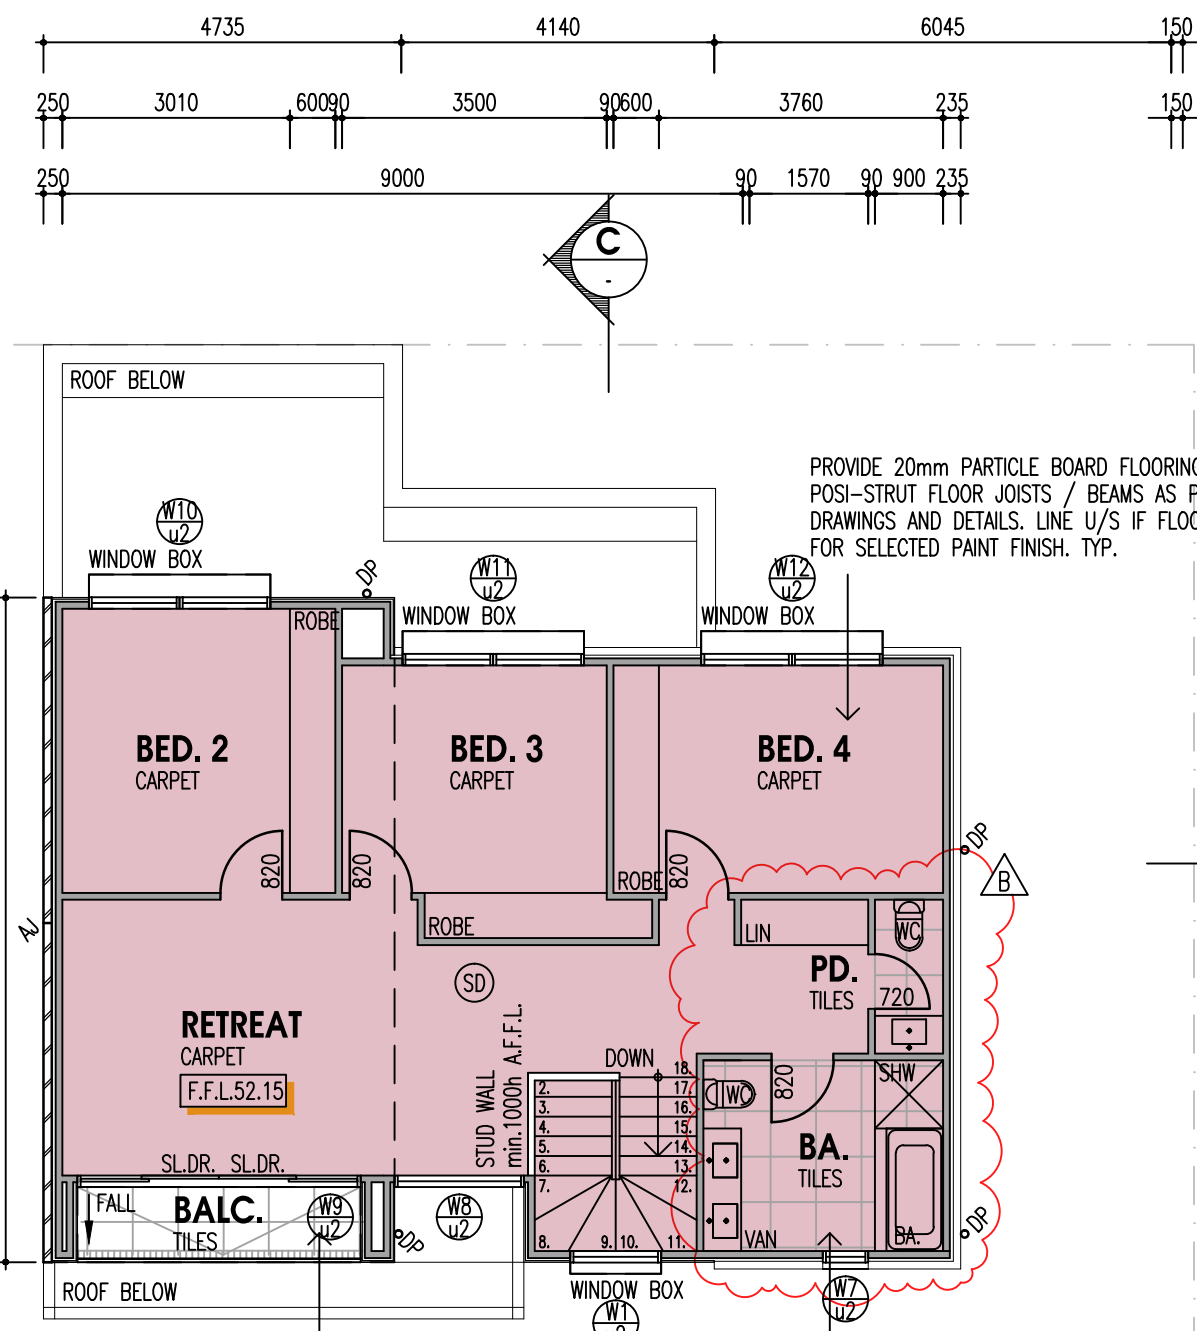 4735 4140 6045 150
250 3010 600 90 3500 90 600 3760 235 150
250 9000 90 1570 90 900 235
C
-
ROOF BELOW
PROVIDE 20mm PARTICLE BOARD FLOORING
POSI-STRUT FLOOR JOISTS / BEAMS AS P
DRAWINGS AND DETAILS. LINE U/S IF FLOO
FOR SELECTED PAINT FINISH. TYP.
W10
u2
WINDOW BOX
DP
W11
u2
WINDOW BOX
W12
u2
WINDOW BOX
ROBE
BED. 2
CARPET
BED. 3
CARPET
BED. 4
CARPET
820
820
ROBE
820
DP
B
AJ
ROBE
LIN
WC
PD.
TILES
720
SD
RETREAT
CARPET
F.F.L.52.15
STUD WALL
min.1000h A.F.F.L.
DOWN
18.
17.
16.
15.
14.
13.
12.
11.
2.
3.
4.
5.
6.
7.
8.
9.
10.
WC
820
SHW
BA.
TILES
SL.DR. SL.DR.
FALL
BALC.
TILES
W9
u2
DP
W8
u2
VAN
BA.
DP
ROOF BELOW
WINDOW BOX
W1
u2
W7
u2